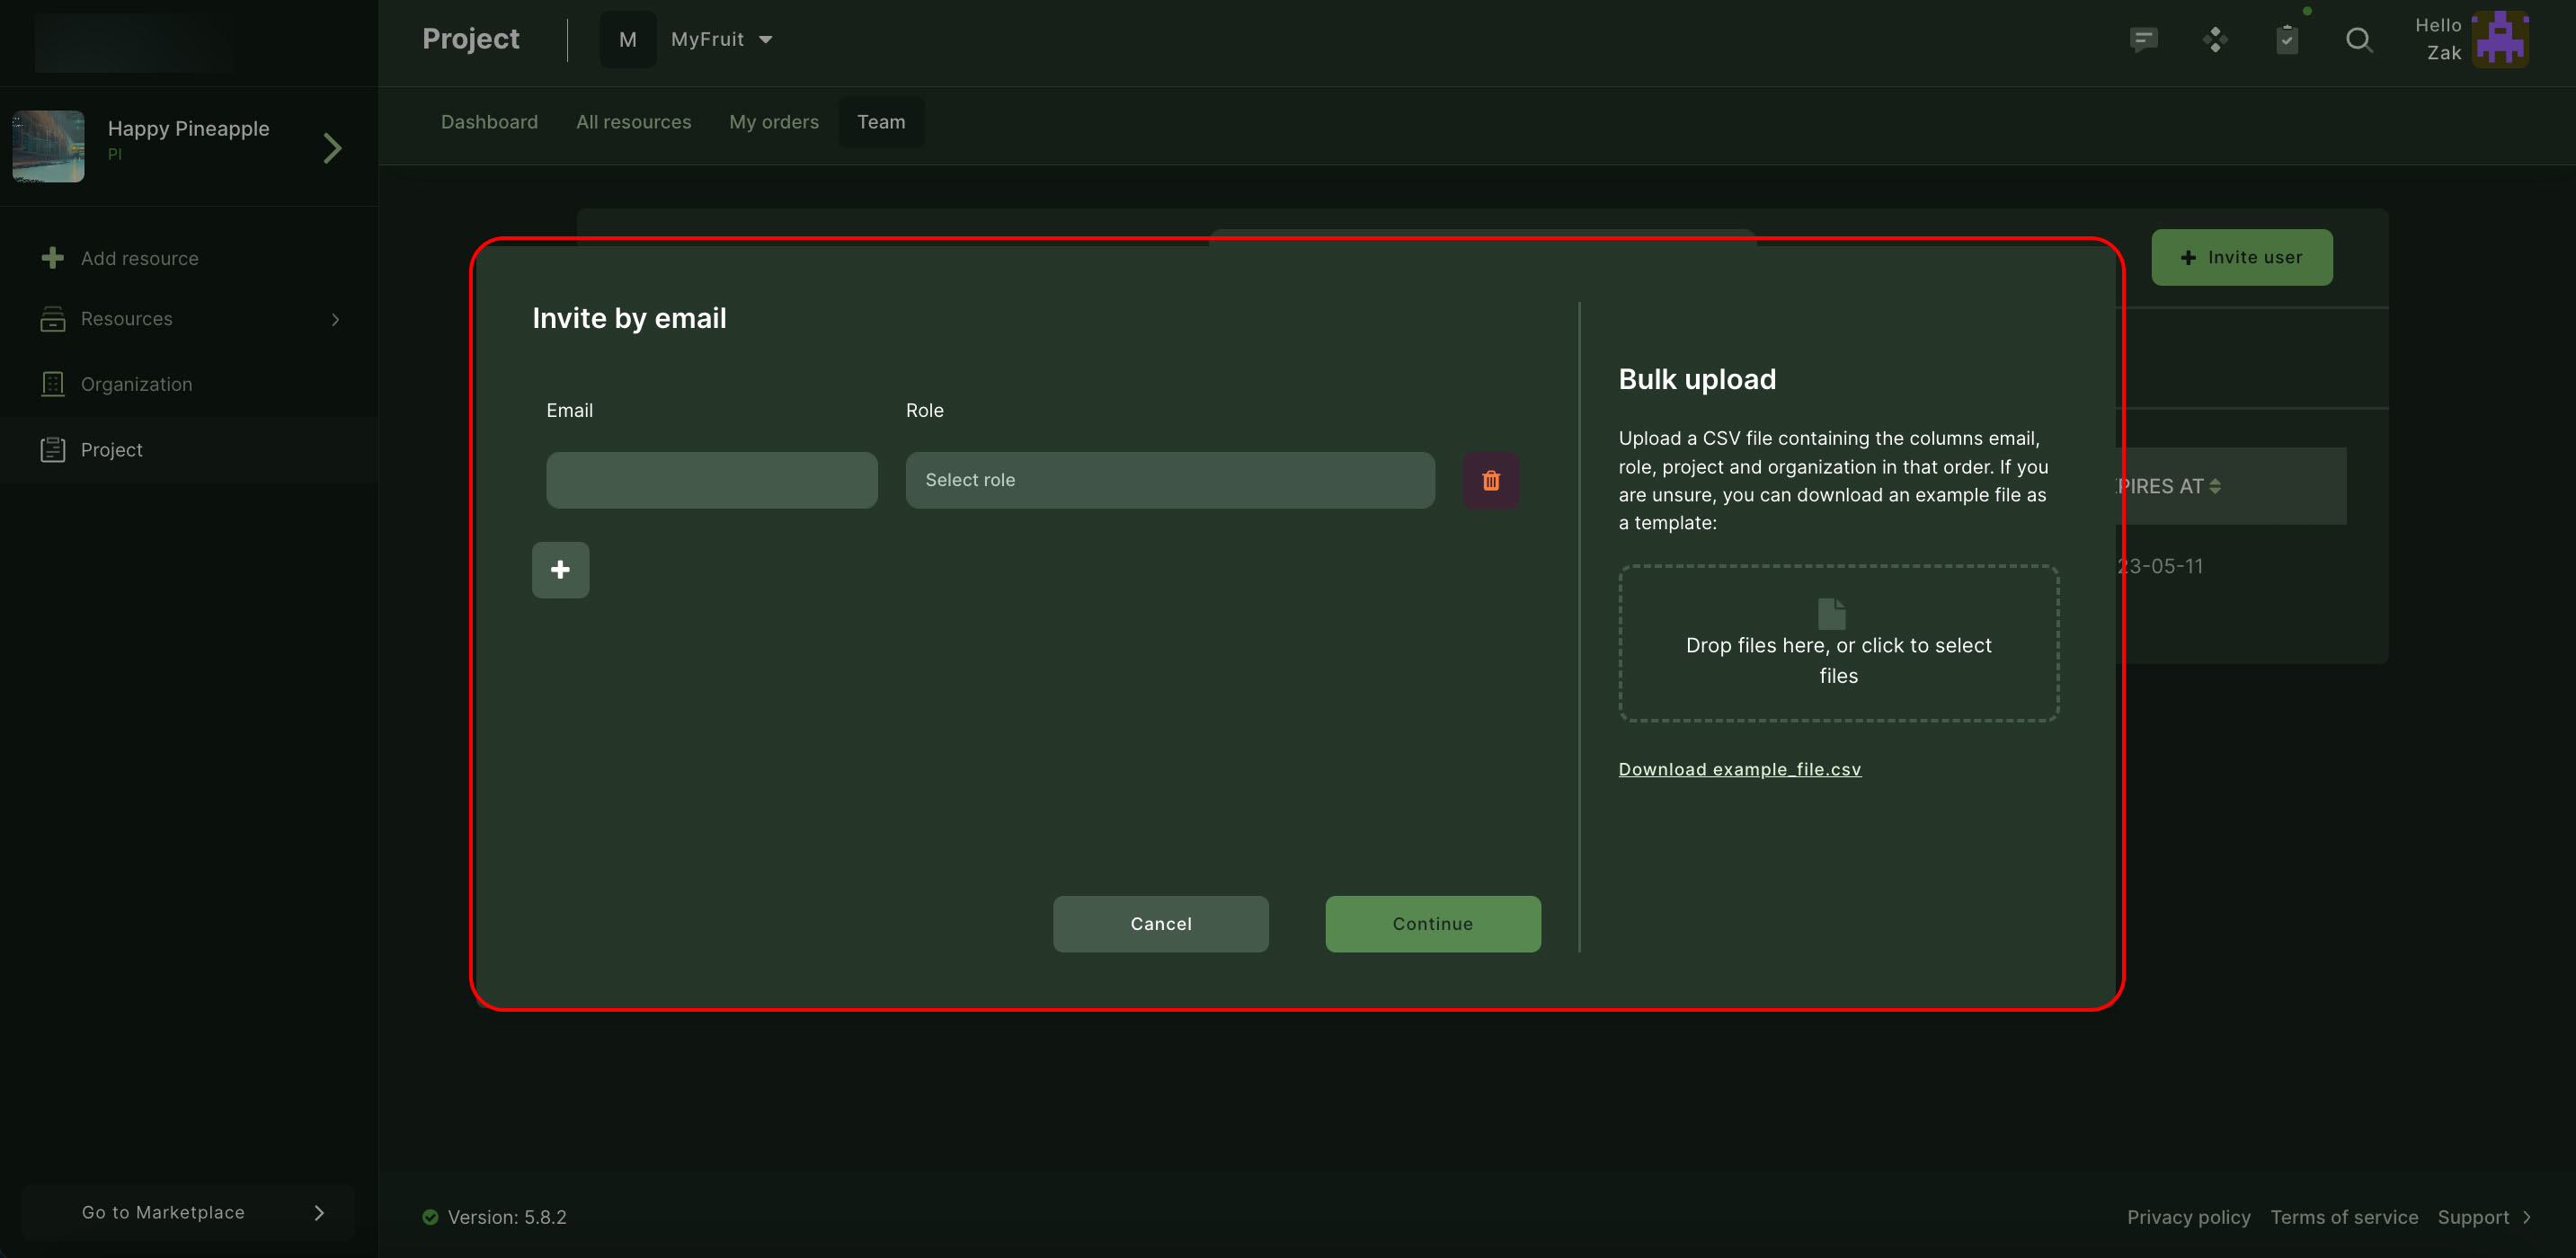 Project
M
MyFruit
Hello
Zak
Happy Pineapple
PI
Dashboard
All resources
My orders
Team
Add resource
Resources
Organization
Project
Invite user
Invite by email
Email
Role
Select role
Bulk upload
Upload a CSV file containing the columns email,
role, project and organization in that order. If you
are unsure, you can download an example file as
a template:
Drop files here, or click to select
files
Download example_file.csv
Cancel
Continue
PIRES AT
23-05-11
Go to Marketplace
Version: 5.8.2
Privacy policy
Terms of service
Support